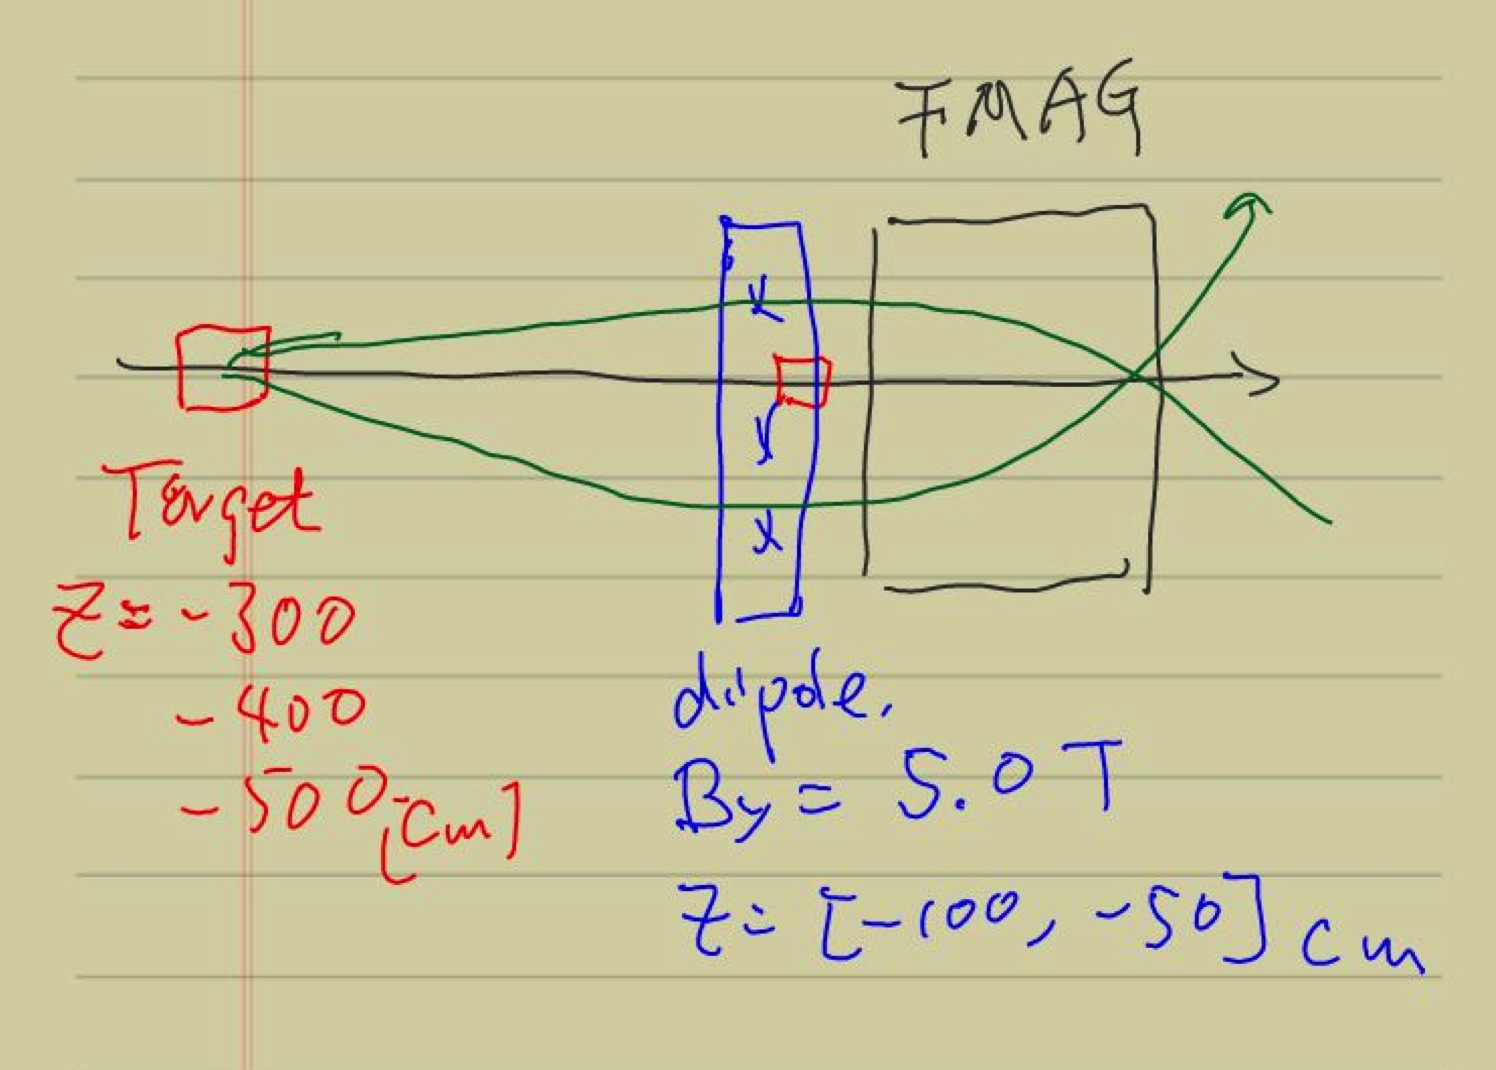 FMAG
x
x
x
Target
Z = -300
-400
-500 [cm]
dipole.
By = 5.0 T
Z = [-100, -50] cm